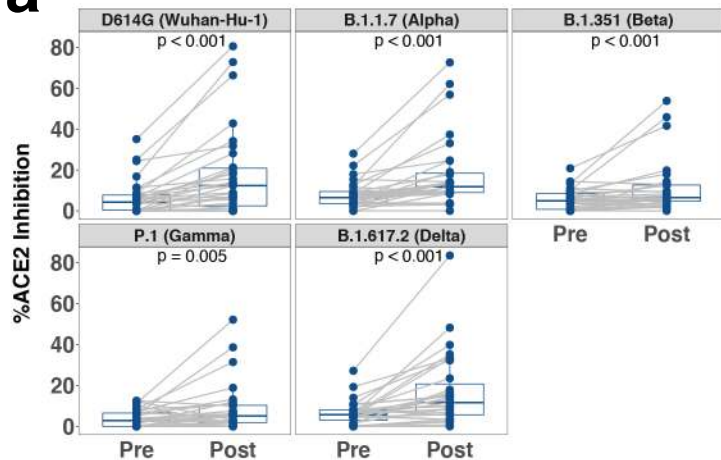 a
D614G (Wuhan-Hu-1) B.1.1.7 (Alpha) B.1.351 (Beta)
p < 0.001 p < 0.001 p < 0.001
80
60
40
20
0
Pre Post
P.1 (Gamma) B.1.617.2 (Delta)
p = 0.005 p < 0.001
80
60
40
20
0
Pre Post Pre Post
%ACE2 Inhibition